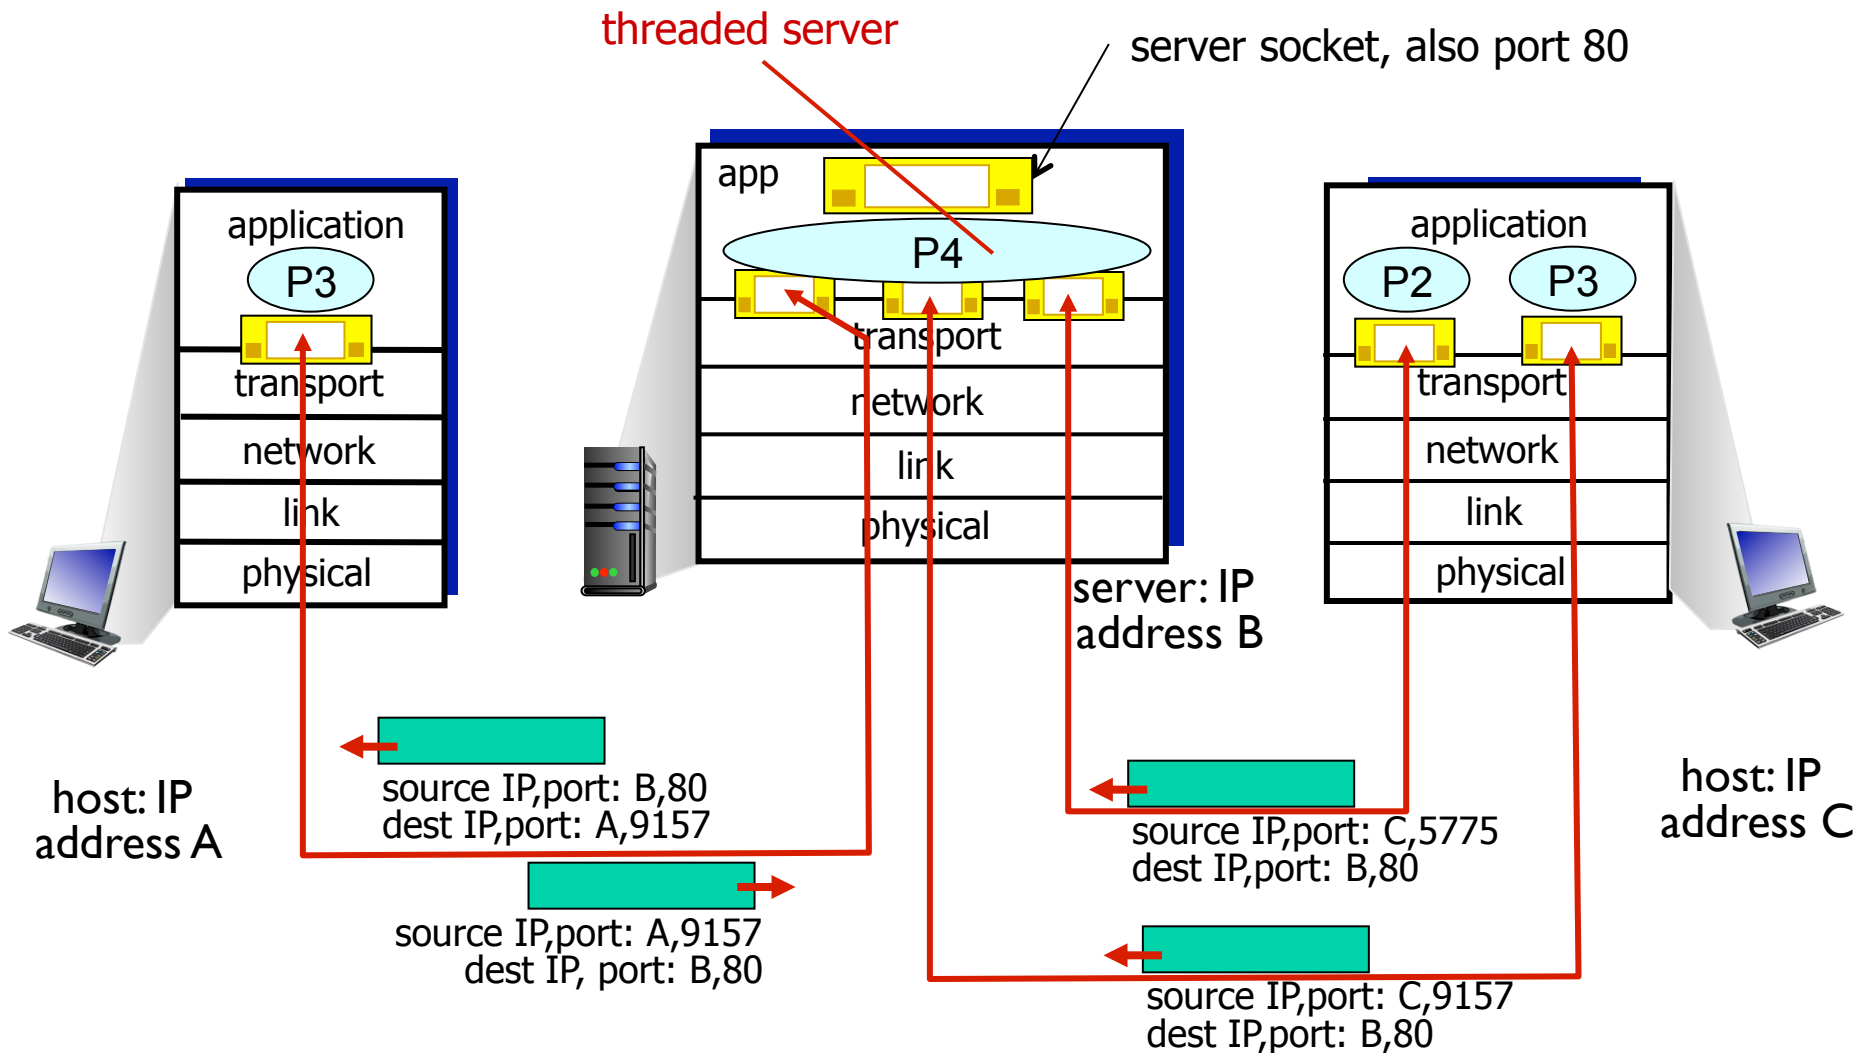 threaded server
server socket, also port 80
application
P3
transport
network
link
physical
app
P4
transport
network
link
physical
application
P2
P3
transport
network
link
physical
server: IP
address B
host: IP
address A
source IP,port: B,80
dest IP,port: A,9157
source IP,port: A,9157
dest IP, port: B,80
source IP,port: C,5775
dest IP,port: B,80
source IP,port: C,9157
dest IP,port: B,80
host: IP
address C